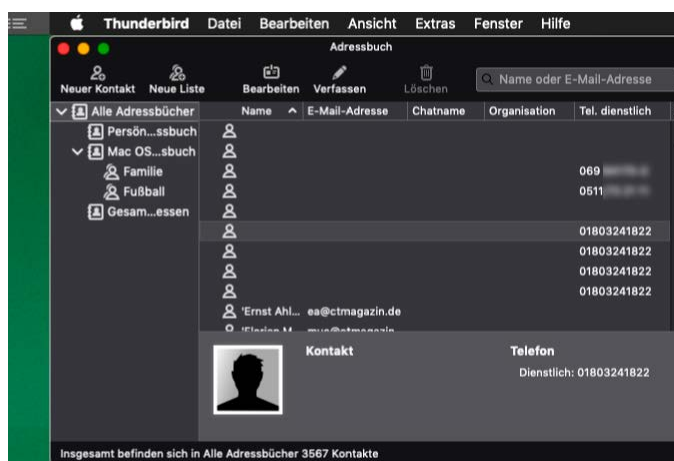 Thunderbird Datei Bearbeiten Ansicht Extras Fenster Hilfe
Adressbuch
Neuer Kontakt Neue Liste Bearbeiten Verfassen Löschen Name oder E-Mail-Adresse
Alle Adressbücher Name E-Mail-Adresse Chatname Organisation Tel. dienstlich
Persön...ssbuch
Mac OS...sbuch
Familie 069
Fußball 0511
Gesam...essen
01803241822
01803241822
01803241822
01803241822
'Ernst Ahl... ea@ctmagazin.de
Kontakt Telefon
Dienstlich: 01803241822
Insgesamt befinden sich in Alle Adressbücher 3567 Kontakte